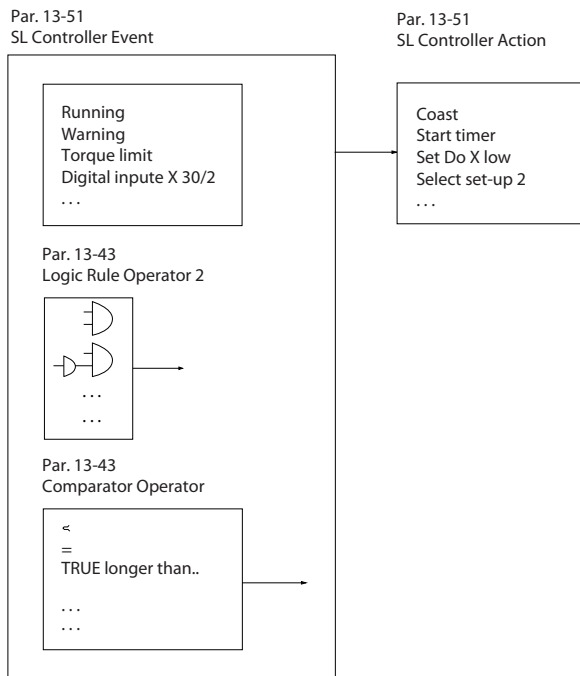 Par. 13-51
SL Controller Event
Par. 13-51
SL Controller Action
Running
Warning
Torque limit
Digital inpute X 30/2
. . .
Coast
Start timer
Set Do X low
Select set-up 2
. . .
Par. 13-43
Logic Rule Operator 2
. . .
. . .
Par. 13-43
Comparator Operator
=
TRUE longer than..
. . .
. . .